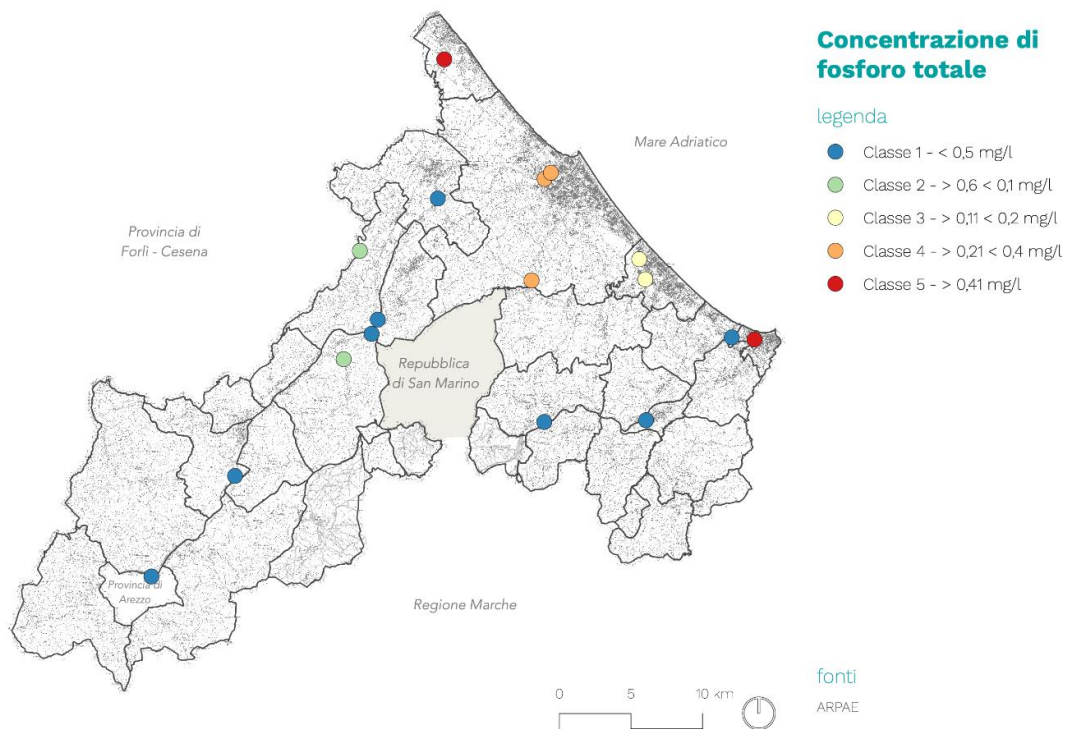 Concentrazione di
fosforo totale
legenda
Classe 1 - < 0,5 mg/l
Classe 2 - > 0,6 < 0,1 mg/l
Classe 3 - > 0,11 < 0,2 mg/l
Classe 4 - > 0,21 < 0,4 mg/l
Classe 5 - > 0,41 mg/l
Mare Adriatico
Provincia di
Forlì - Cesena
Repubblica
di San Marino
Provincia di
Arezzo
Regione Marche
0 5 10 km
fonti
ARPAE